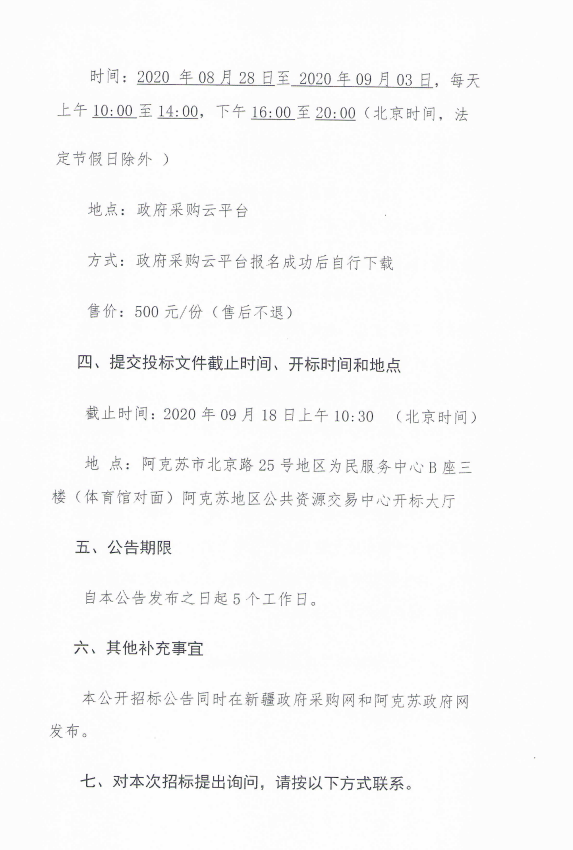 时间：2020 年 08 月 28 日至 2020 年 09 月 03 日，每天
上午 10:00 至 14:00，下午 16:00 至 20:00（北京时间，法
定节假日除外 ）
地点：政府采购云平台
方式：政府采购云平台报名成功后自行下载
售价：500 元/份（售后不退）
四、提交投标文件截止时间、开标时间和地点
截止时间：2020 年 09 月 18 日上午 10:30 （北京时间）
地 点：阿克苏市北京路 25 号地区为民服务中心 B 座三
楼（体育馆对面）阿克苏地区公共资源交易中心开标大厅
五、公告期限
自本公告发布之日起 5 个工作日。
六、其他补充事宜
本公开招标公告同时在新疆政府采购网和阿克苏政府网
发布。
七、对本次招标提出询问，请按以下方式联系。